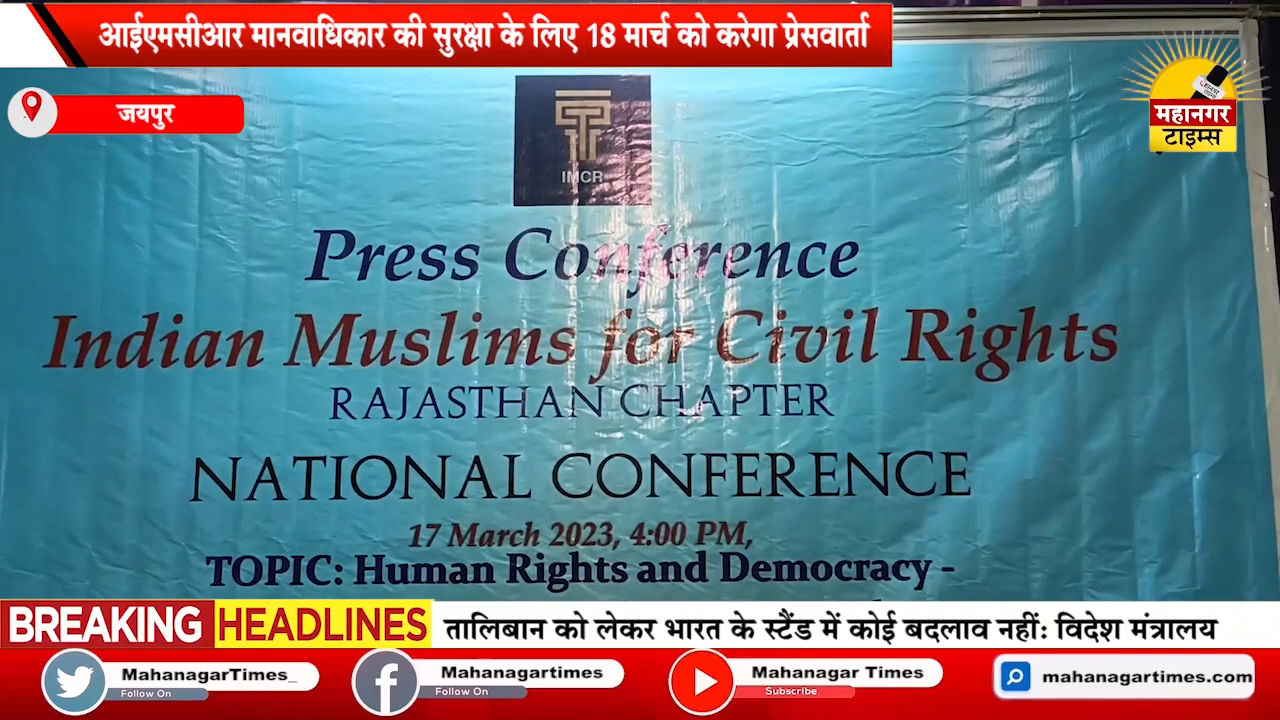 आईएमसीआर मानवाधिकार की सुरक्षा के लिए 18 मार्च को करेगा प्रेसवार्ता
जयपुर
महानगर
टाइम्स
IMCR
Press Conference
Indian Muslims for Civil Rights
RAJASTHAN CHAPTER
NATIONAL CONFERENCE
17 March 2023, 4:00 PM,
TOPIC: Human Rights and Democracy -
BREAKING HEADLINES तालिबान को लेकर भारत के स्टैंड में कोई बदलाव नहीं: विदेश मंत्रालय
MahanagarTimes_
Follow On
Mahanagartimes
Follow On
Mahanagar Times
Subscribe
mahanagartimes.com